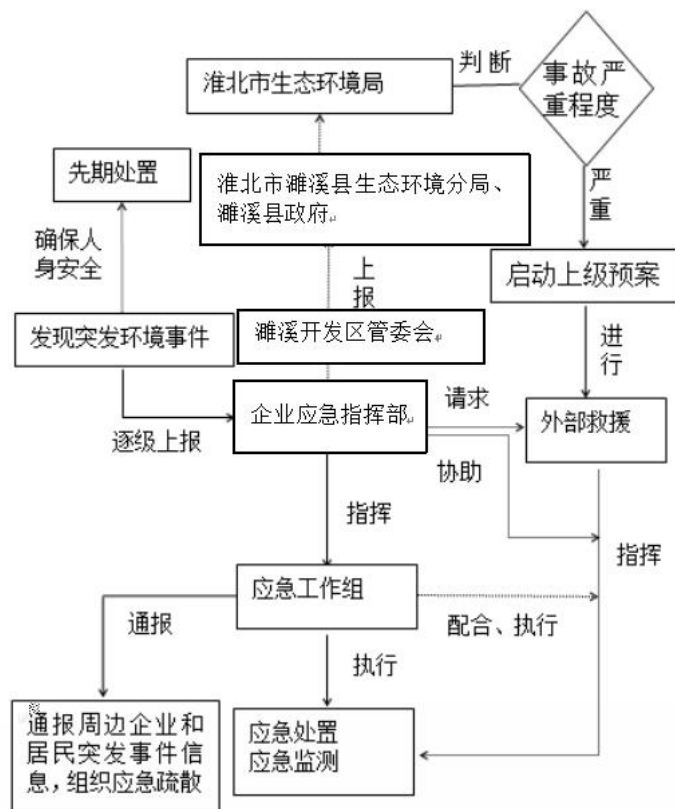 判 断
事故严
重程度
淮北市生态环境局
先期处置
淮北市濉溪县生态环境分局、
濉溪县政府
严
重
确保人
身安全
上
报
启动上级预案
发现突发环境事件
濉溪开发区管委会
进
行
企业应急指挥部
请求
外部救援
逐级上报
协助
指挥
指挥
应急工作组
通报
配合、执行
执行
通报周边企业和
居民突发事件信
息，组织应急疏散
应急处置
应急监测